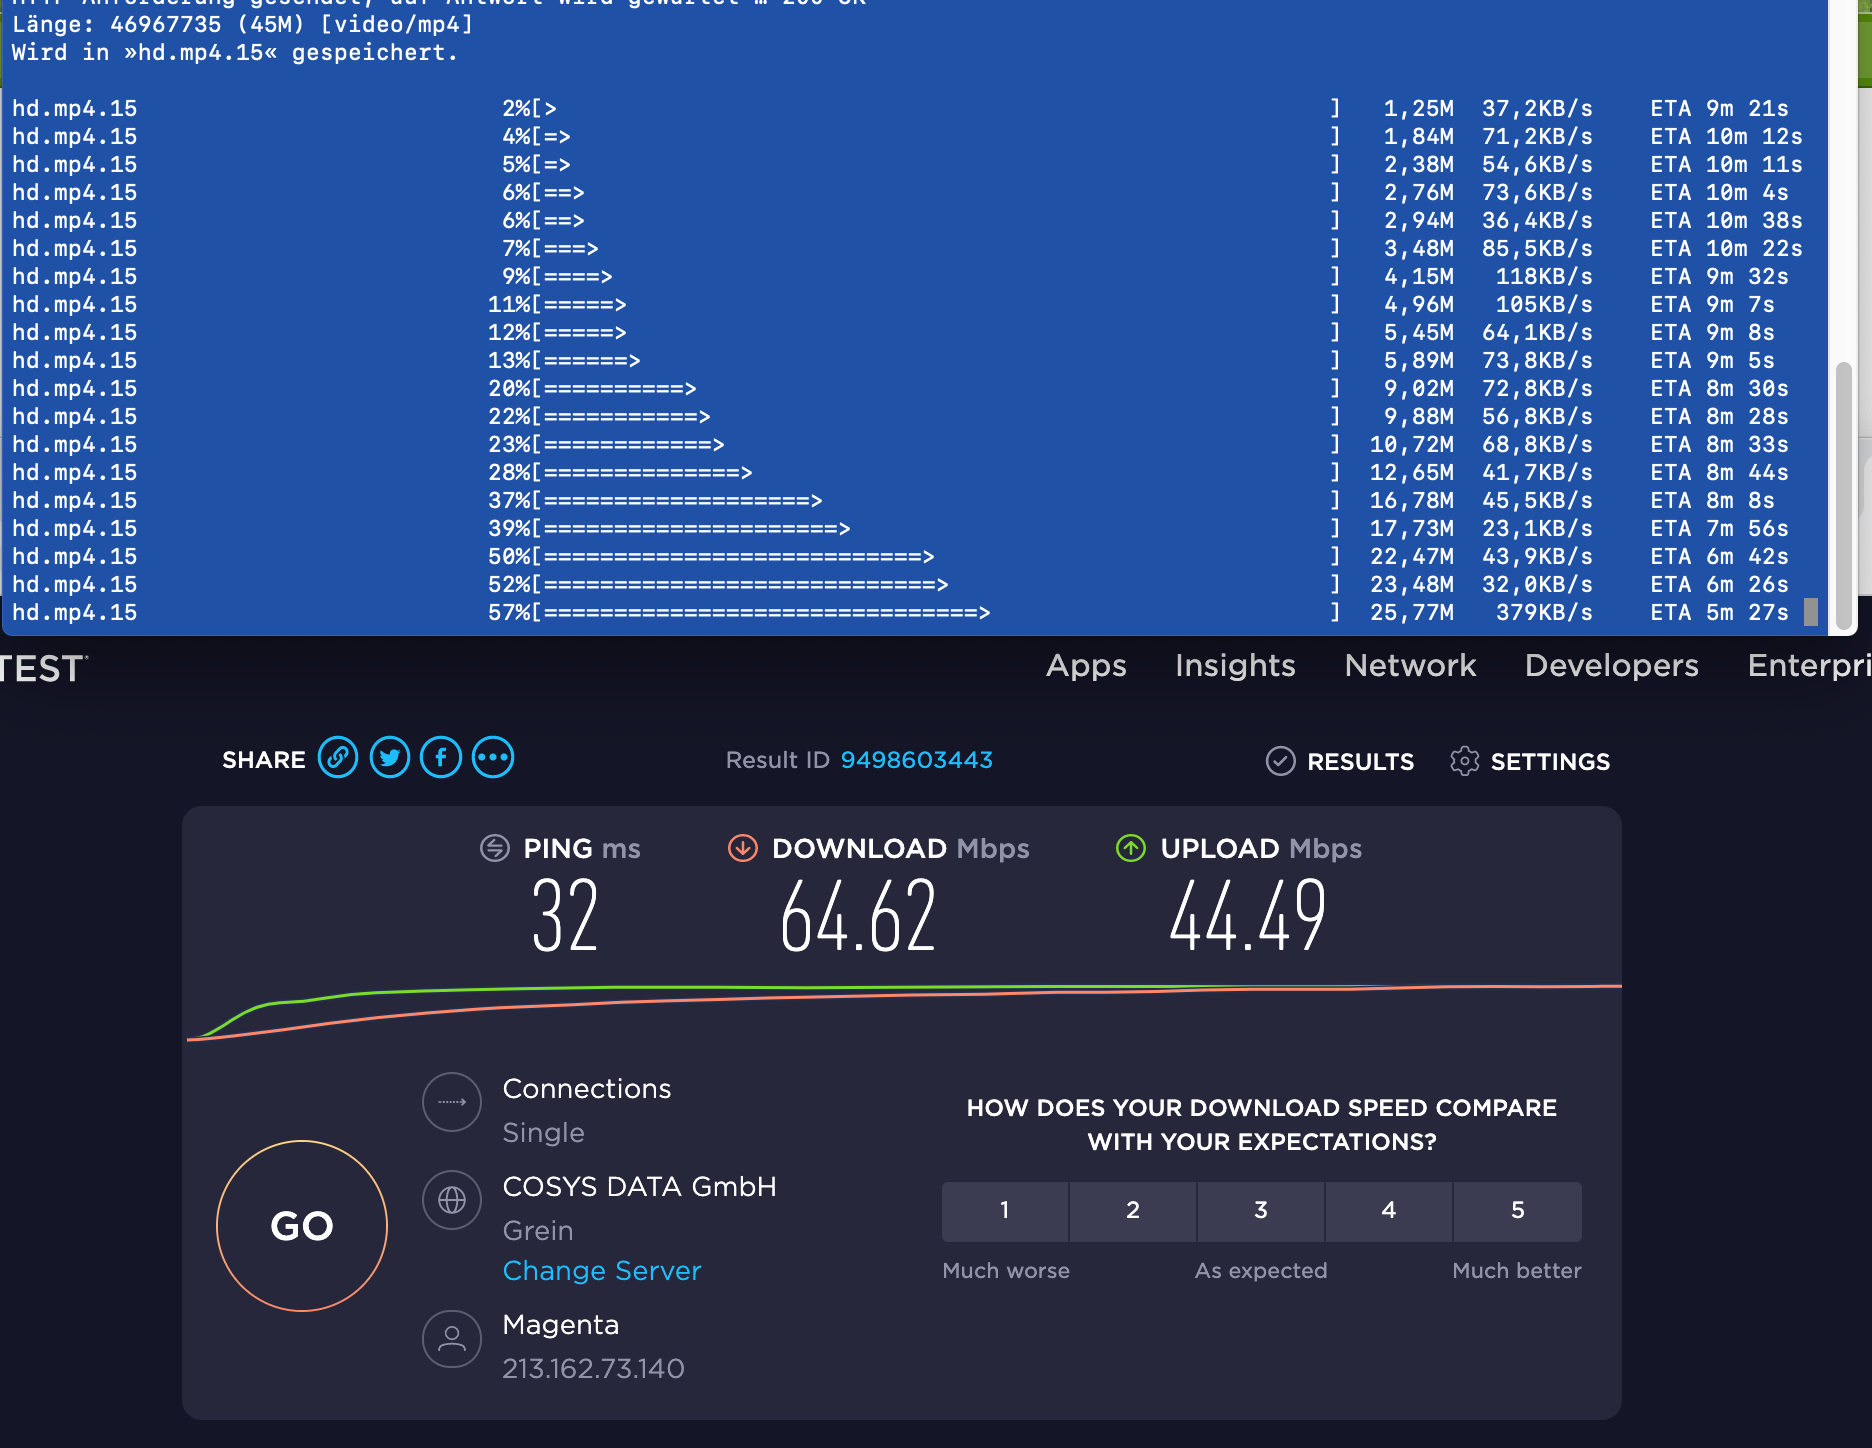 HTTP-Anforderung gesendet, auf Antwort wird gewartet … 200 OK
Länge: 46967735 (45M) [video/mp4]
Wird in »hd.mp4.15« gespeichert.
hd.mp4.15 2%[> ] 1,25M 37,2KB/s ETA 9m 21s
hd.mp4.15 4%[=> ] 1,84M 71,2KB/s ETA 10m 12s
hd.mp4.15 5%[=> ] 2,38M 54,6KB/s ETA 10m 11s
hd.mp4.15 6%[==> ] 2,76M 73,6KB/s ETA 10m 4s
hd.mp4.15 6%[==> ] 2,94M 36,4KB/s ETA 10m 38s
hd.mp4.15 7%[===> ] 3,48M 85,5KB/s ETA 10m 22s
hd.mp4.15 9%[====> ] 4,15M 118KB/s ETA 9m 32s
hd.mp4.15 11%[=====> ] 4,96M 105KB/s ETA 9m 7s
hd.mp4.15 12%[=====> ] 5,45M 64,1KB/s ETA 9m 8s
hd.mp4.15 13%[======> ] 5,89M 73,8KB/s ETA 9m 5s
hd.mp4.15 20%[==========> ] 9,02M 72,8KB/s ETA 8m 30s
hd.mp4.15 22%[===========> ] 9,88M 56,8KB/s ETA 8m 28s
hd.mp4.15 23%[============> ] 10,72M 68,8KB/s ETA 8m 33s
hd.mp4.15 28%[==============> ] 12,65M 41,7KB/s ETA 8m 44s
hd.mp4.15 37%[===================> ] 16,78M 45,5KB/s ETA 8m 8s
hd.mp4.15 39%[=====================> ] 17,73M 23,1KB/s ETA 7m 56s
hd.mp4.15 50%[===========================> ] 22,47M 43,9KB/s ETA 6m 42s
hd.mp4.15 52%[============================> ] 23,48M 32,0KB/s ETA 6m 26s
hd.mp4.15 57%[===============================> ] 25,77M 379KB/s ETA 5m 27s
TEST Apps Insights Network Developers Enterpri
SHARE Result ID 9498603443 RESULTS SETTINGS
PING ms DOWNLOAD Mbps UPLOAD Mbps
32 64.62 44.49
Connections
Single
COSYS DATA GmbH
Grein
Change Server
Magenta
213.162.73.140
GO
HOW DOES YOUR DOWNLOAD SPEED COMPARE
WITH YOUR EXPECTATIONS?
1 2 3 4 5
Much worse As expected Much better